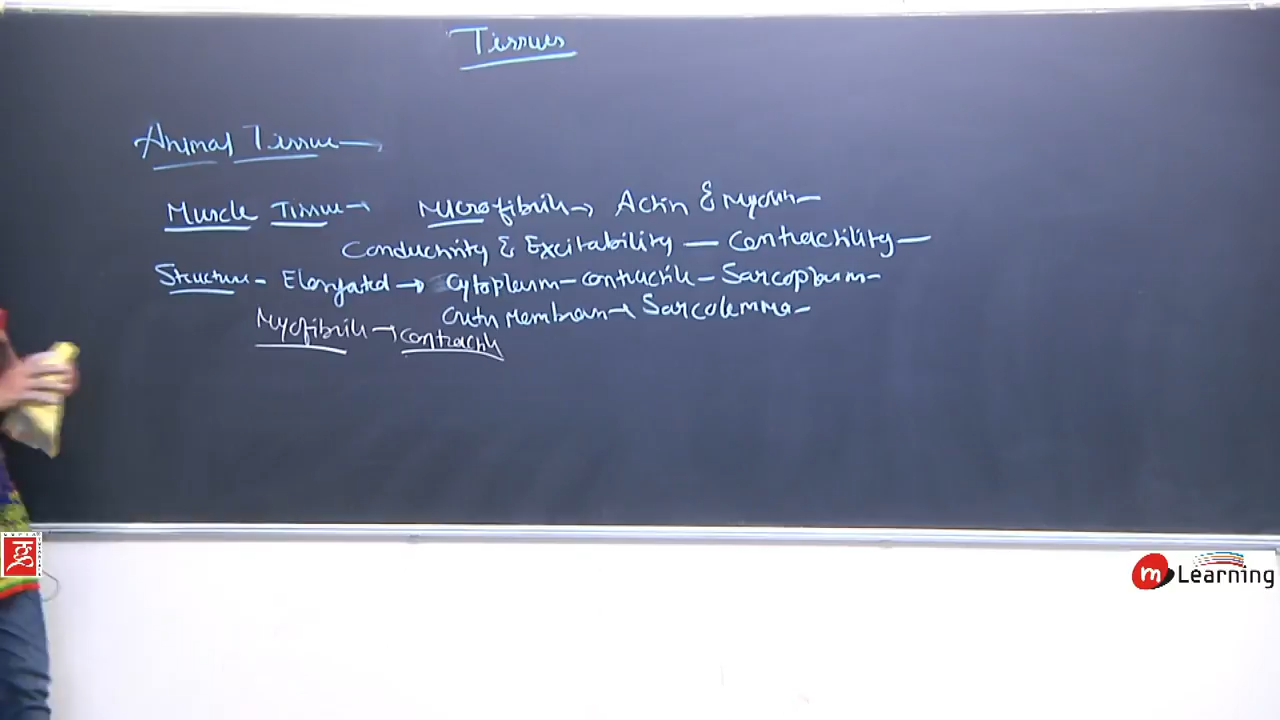 Tissues
Animal Tissue →
Muscle Tissue → Microfibrils → Actin & Myosin —
Conductivity & Excitability — Contractility —
Structure - Elongated → Cytoplasm - contractile - Sarcoplasm -
Outer Membrane → Sarcolemma -
Myofibrils → contractile
m Learning